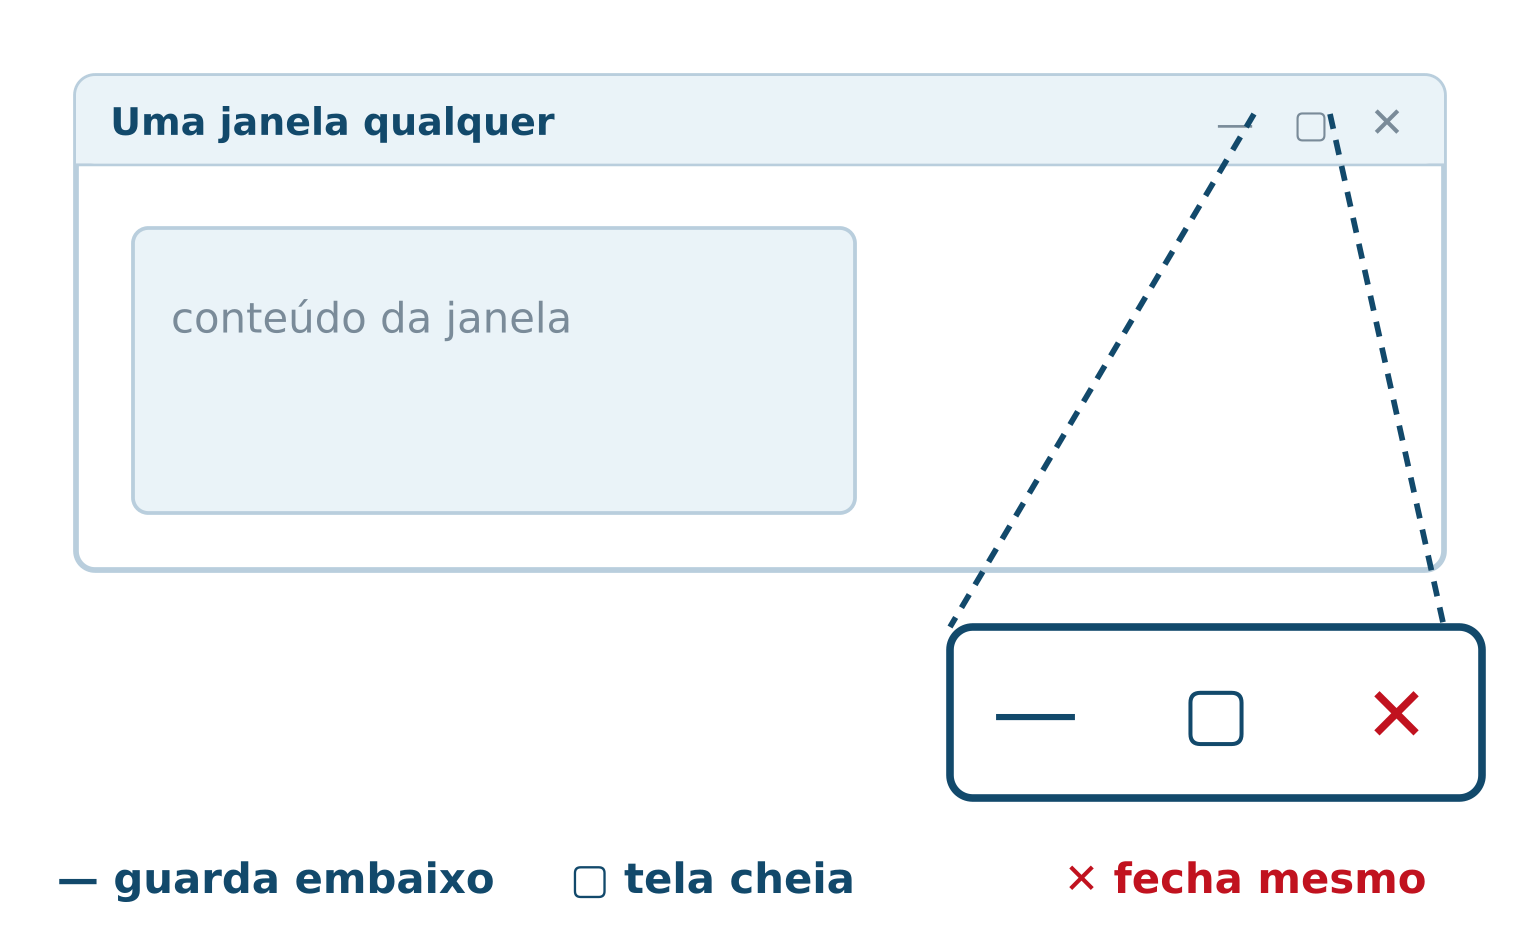 Uma janela qualquer — ▢ ✕
conteúdo da janela
— ▢ ✕
— guarda embaixo ▢ tela cheia ✕ fecha mesmo